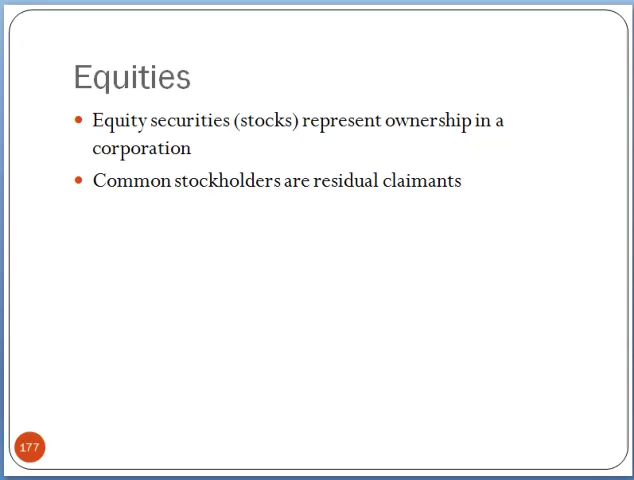 Equities
• Equity securities (stocks) represent ownership in a
corporation
• Common stockholders are residual claimants
177